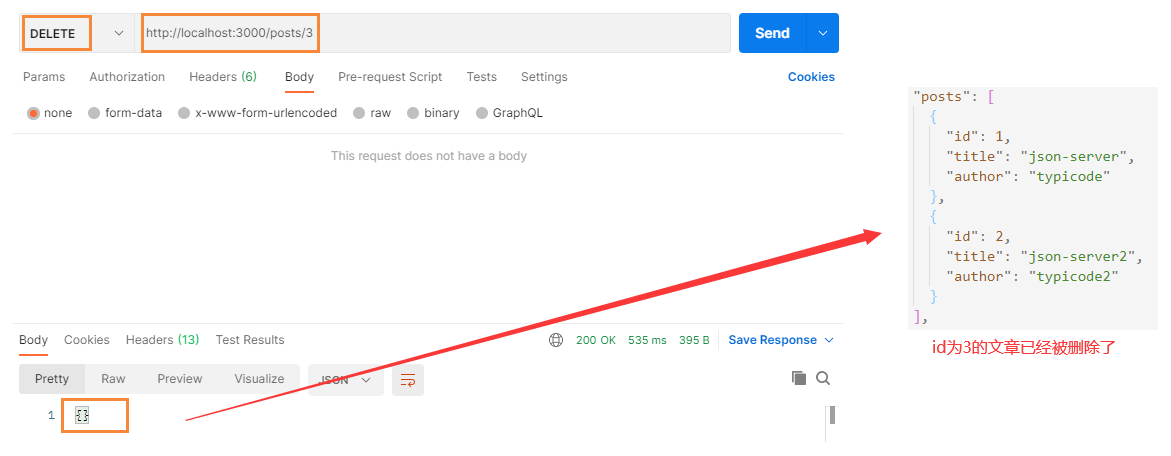 DELETE http://localhost:3000/posts/3 Send
Params Authorization Headers (6) Body Pre-request Script Tests Settings Cookies
none form-data x-www-form-urlencoded raw binary GraphQL
This request does not have a body
Body Cookies Headers (13) Test Results 200 OK 535 ms 395 B Save Response
Pretty Raw Preview Visualize JSON
1 {}
"posts": [
{
"id": 1,
"title": "json-server",
"author": "typicode"
},
{
"id": 2,
"title": "json-server2",
"author": "typicode2"
}
],
id为3的文章已经被删除了